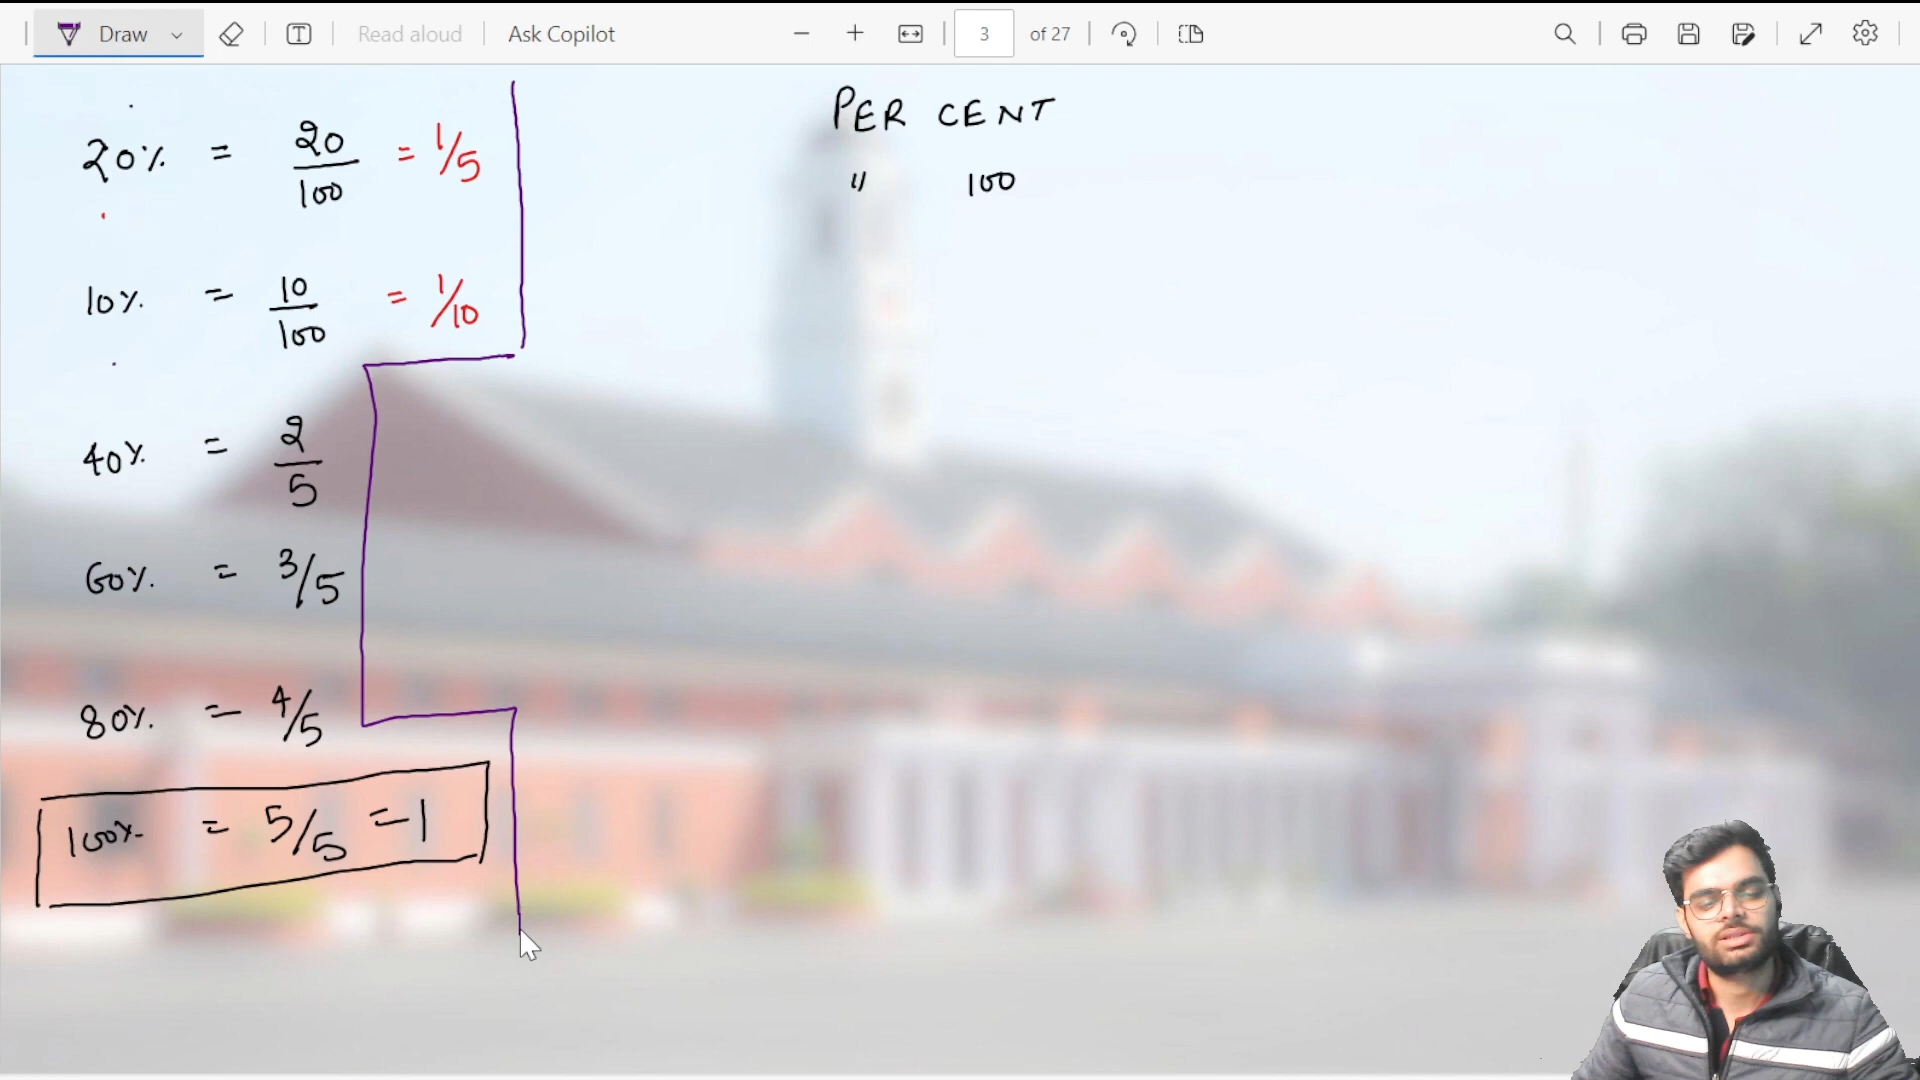 Draw
Read aloud
Ask Copilot
3 of 27
20% = 20/100 = 1/5
10% = 10/100 = 1/10
40% = 2/5
60% = 3/5
80% = 4/5
100% = 5/5 = 1
PER CENT
" 100